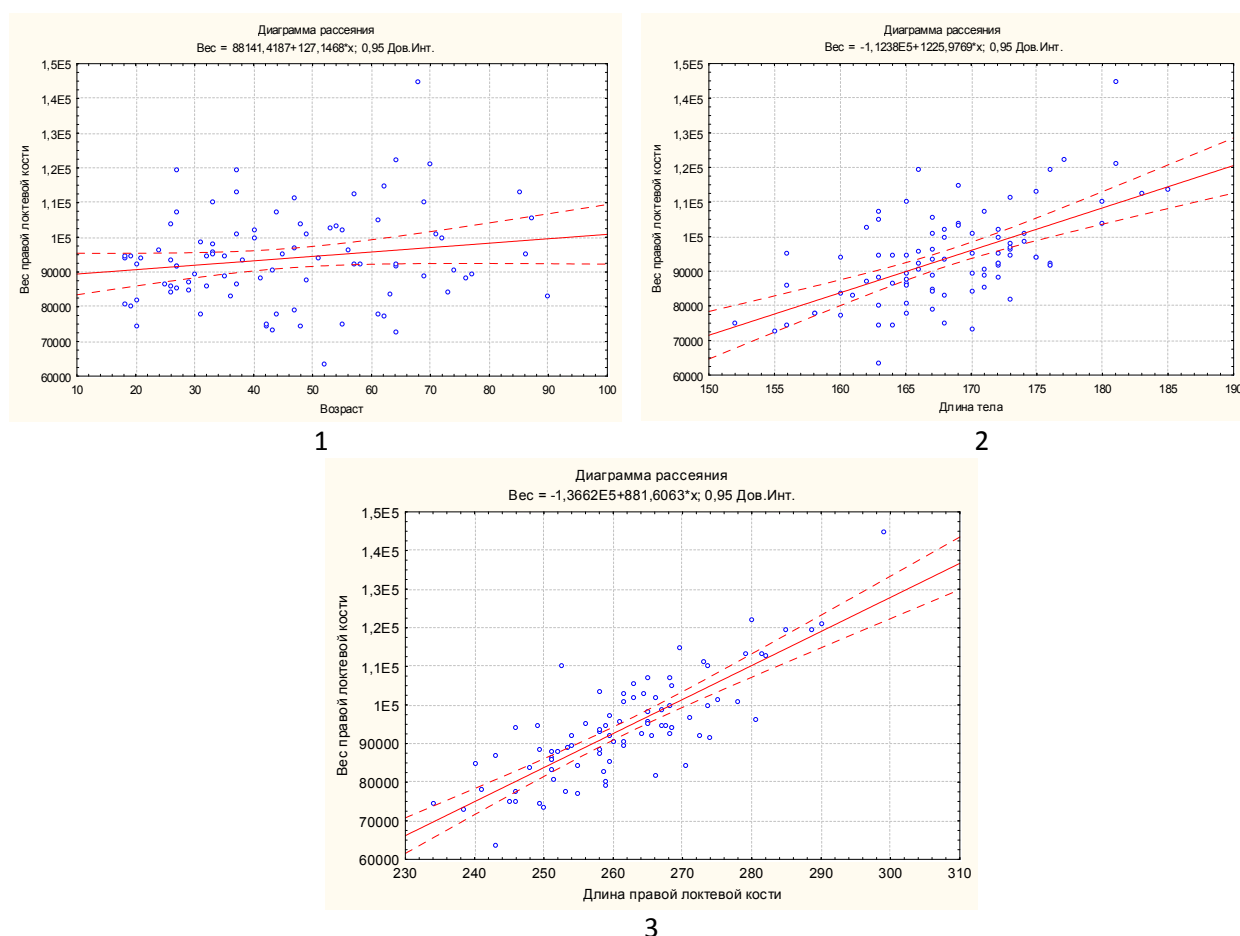 Диаграмма рассеяния
Вес = 88141,4187+127,1468*x; 0,95 Дов.Инт.
Вес правой локтевой кости
1,5E5
1,4E5
1,3E5
1,2E5
1,1E5
1E5
90000
80000
70000
60000
10 20 30 40 50 60 70 80 90 100
Возраст
1
Диаграмма рассеяния
Вес = -1,1238E5+1225,9769*x; 0,95 Дов.Инт.
Вес правой локтевой кости
1,5E5
1,4E5
1,3E5
1,2E5
1,1E5
1E5
90000
80000
70000
60000
150 155 160 165 170 175 180 185 190
Длина тела
2
Диаграмма рассеяния
Вес = -1,3662E5+881,6063*x; 0,95 Дов.Инт.
Вес правой локтевой кости
1,5E5
1,4E5
1,3E5
1,2E5
1,1E5
1E5
90000
80000
70000
60000
230 240 250 260 270 280 290 300 310
Длина правой локтевой кости
3